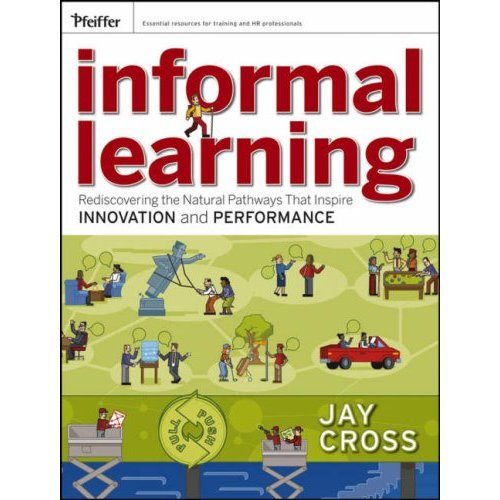 Pfeiffer
Essential resources for training and HR professionals
informal
learning
Rediscovering the Natural Pathways That Inspire
INNOVATION and PERFORMANCE
PULL
PUSH
JAY
CROSS